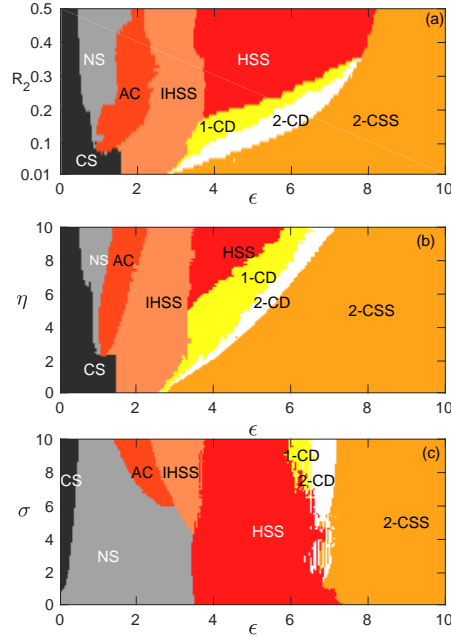 0.5
(a)
NS
HSS
R2
0.3
AC
IHSS
0.2
1-CD
2-CD
2-CSS
0.1
CS
0.01
0 2 4 6 8 10
ϵ
10
(b)
NS
AC
HSS
8
1-CD
η
6
IHSS
2-CD
2-CSS
4
2
CS
0
0 2 4 6 8 10
ϵ
10
1-CD
(c)
CS
AC
IHSS
2-CD
8
σ
6
2-CSS
HSS
4
NS
2
0
0 2 4 6 8 10
ϵ